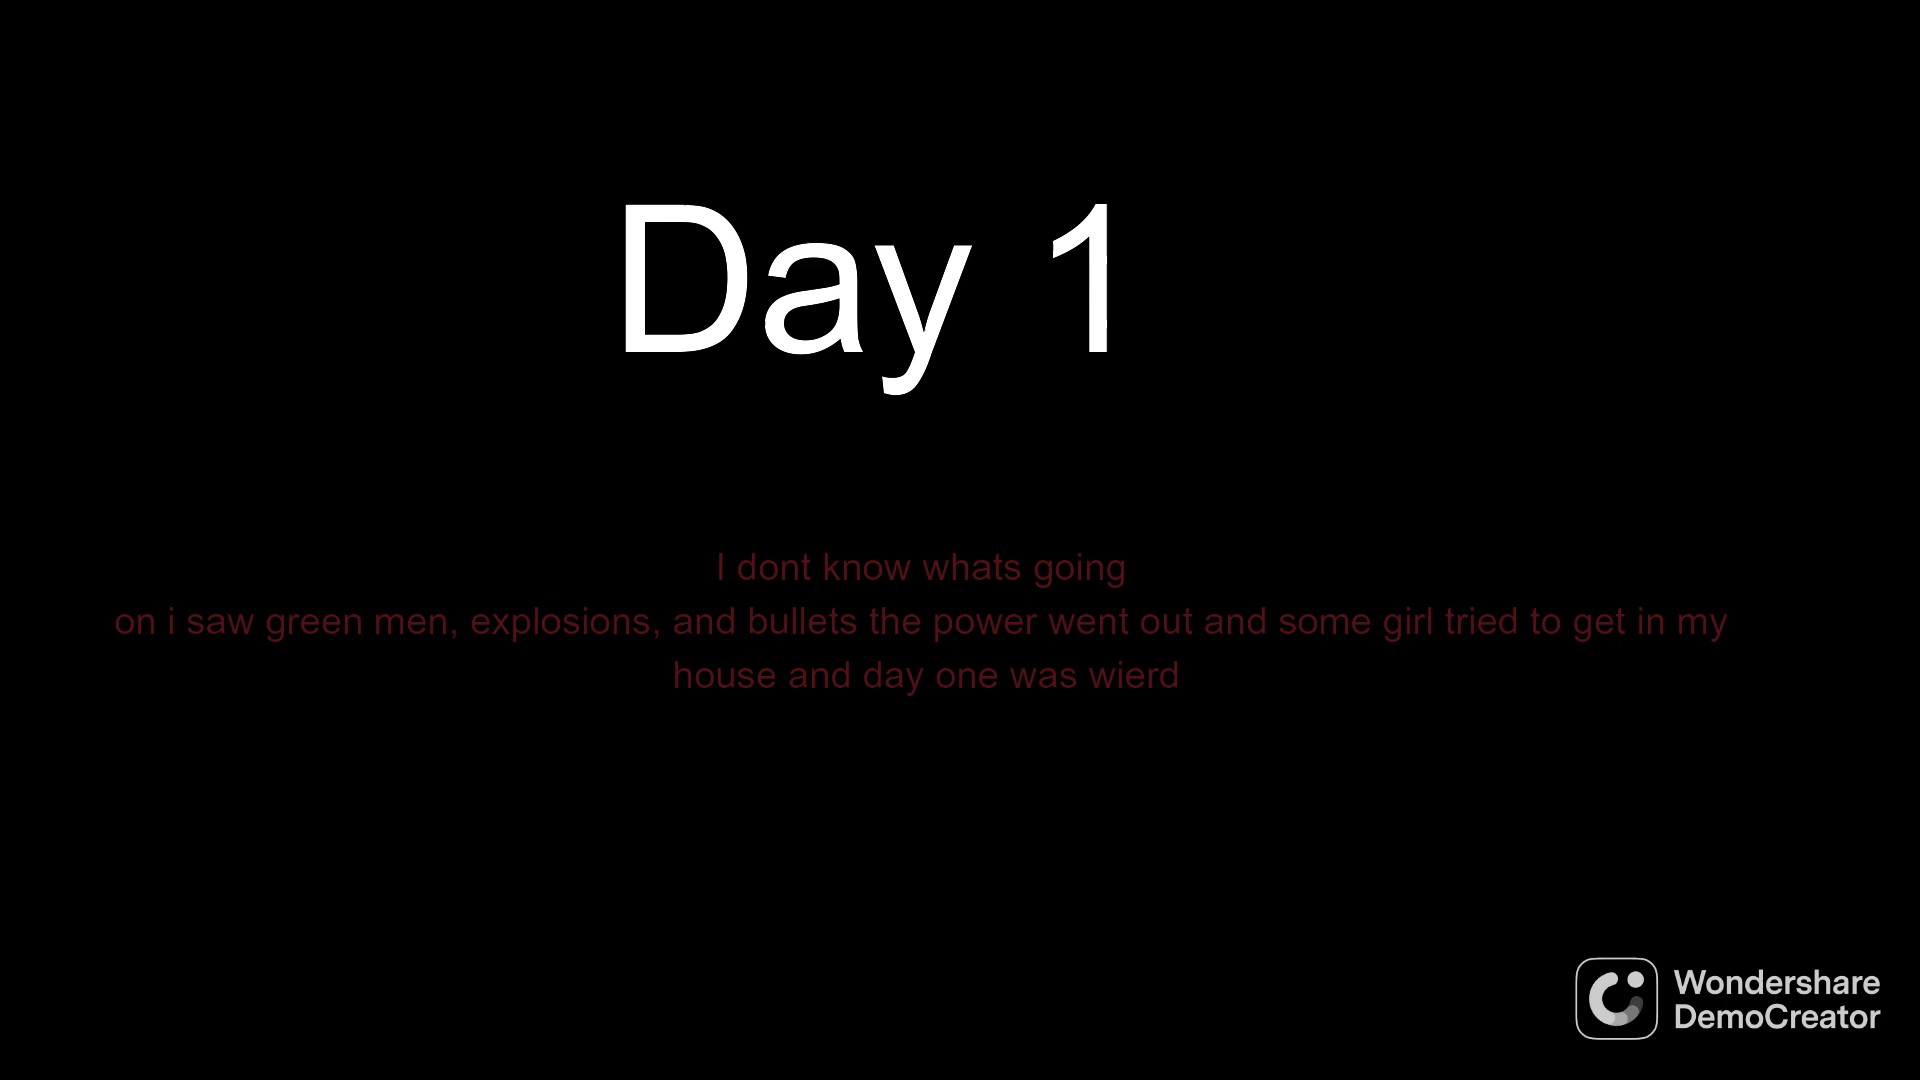 Day 1
I dont know whats going
on i saw green men, explosions, and bullets the power went out and some girl tried to get in my
house and day one was wierd
Wondershare
DemoCreator